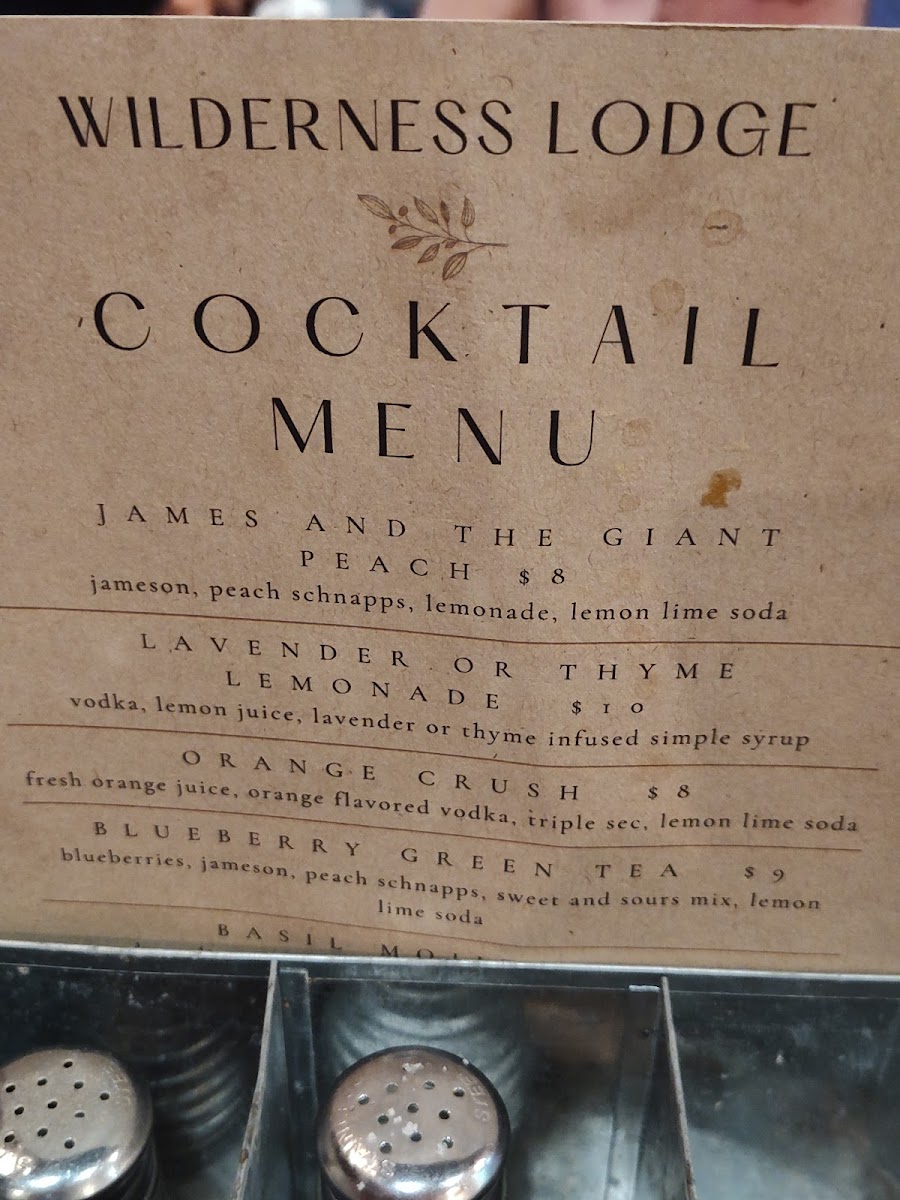 WILDERNESS LODGE
COCKTAIL
MENU
JAMES AND THE GIANT
PEACH $8
jameson, peach schnapps, lemonade, lemon lime soda
LAVENDER OR THYME
LEMONADE $10
vodka, lemon juice, lavender or thyme infused simple syrup
ORANGE CRUSH $8
fresh orange juice, orange flavored vodka, triple sec, lemon lime soda
BLUEBERRY GREEN TEA $9
blueberries, jameson, peach schnapps, sweet and sours mix, lemon
lime soda
BASIL